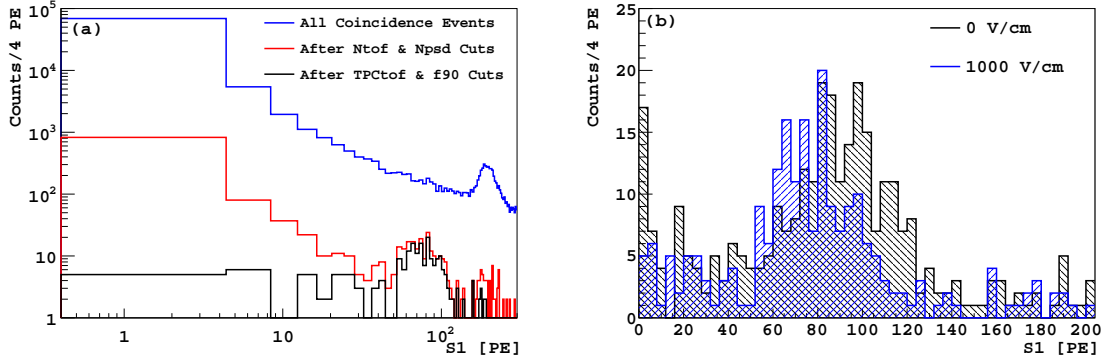 (a)
All Coincidence Events
After Ntof & Npsd Cuts
After TPCtof & f90 Cuts
Counts/4 PE
10^5
10^4
10^3
10^2
10
1
1 10 10^2
S1 [PE]
(b)
0 V/cm
1000 V/cm
Counts/4 PE
25
20
15
10
5
0
0 20 40 60 80 100 120 140 160 180 200
S1 [PE]